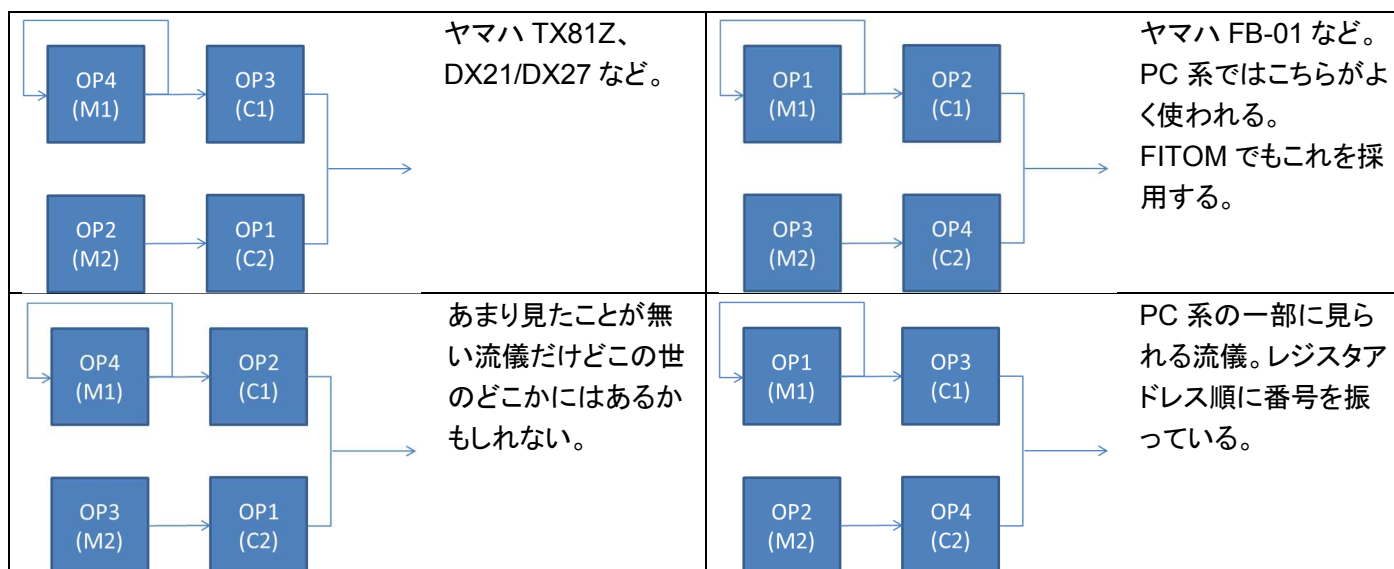 OP4
(M1)
OP3
(C1)
OP2
(M2)
OP1
(C2)
ヤマハ TX81Z、
DX21/DX27 など。
OP1
(M1)
OP2
(C1)
OP3
(M2)
OP4
(C2)
ヤマハ FB-01 など。
PC 系ではこちらがよ
く使われる。
FITOM でもこれを採
用する。
OP4
(M1)
OP2
(C1)
OP3
(M2)
OP1
(C2)
あまり見たことが無
い流儀だけどこの世
のどこかにはあるか
もしれない。
OP1
(M1)
OP3
(C1)
OP2
(M2)
OP4
(C2)
PC 系の一部に見ら
れる流儀。レジスタア
ドレス順に番号を振
っている。